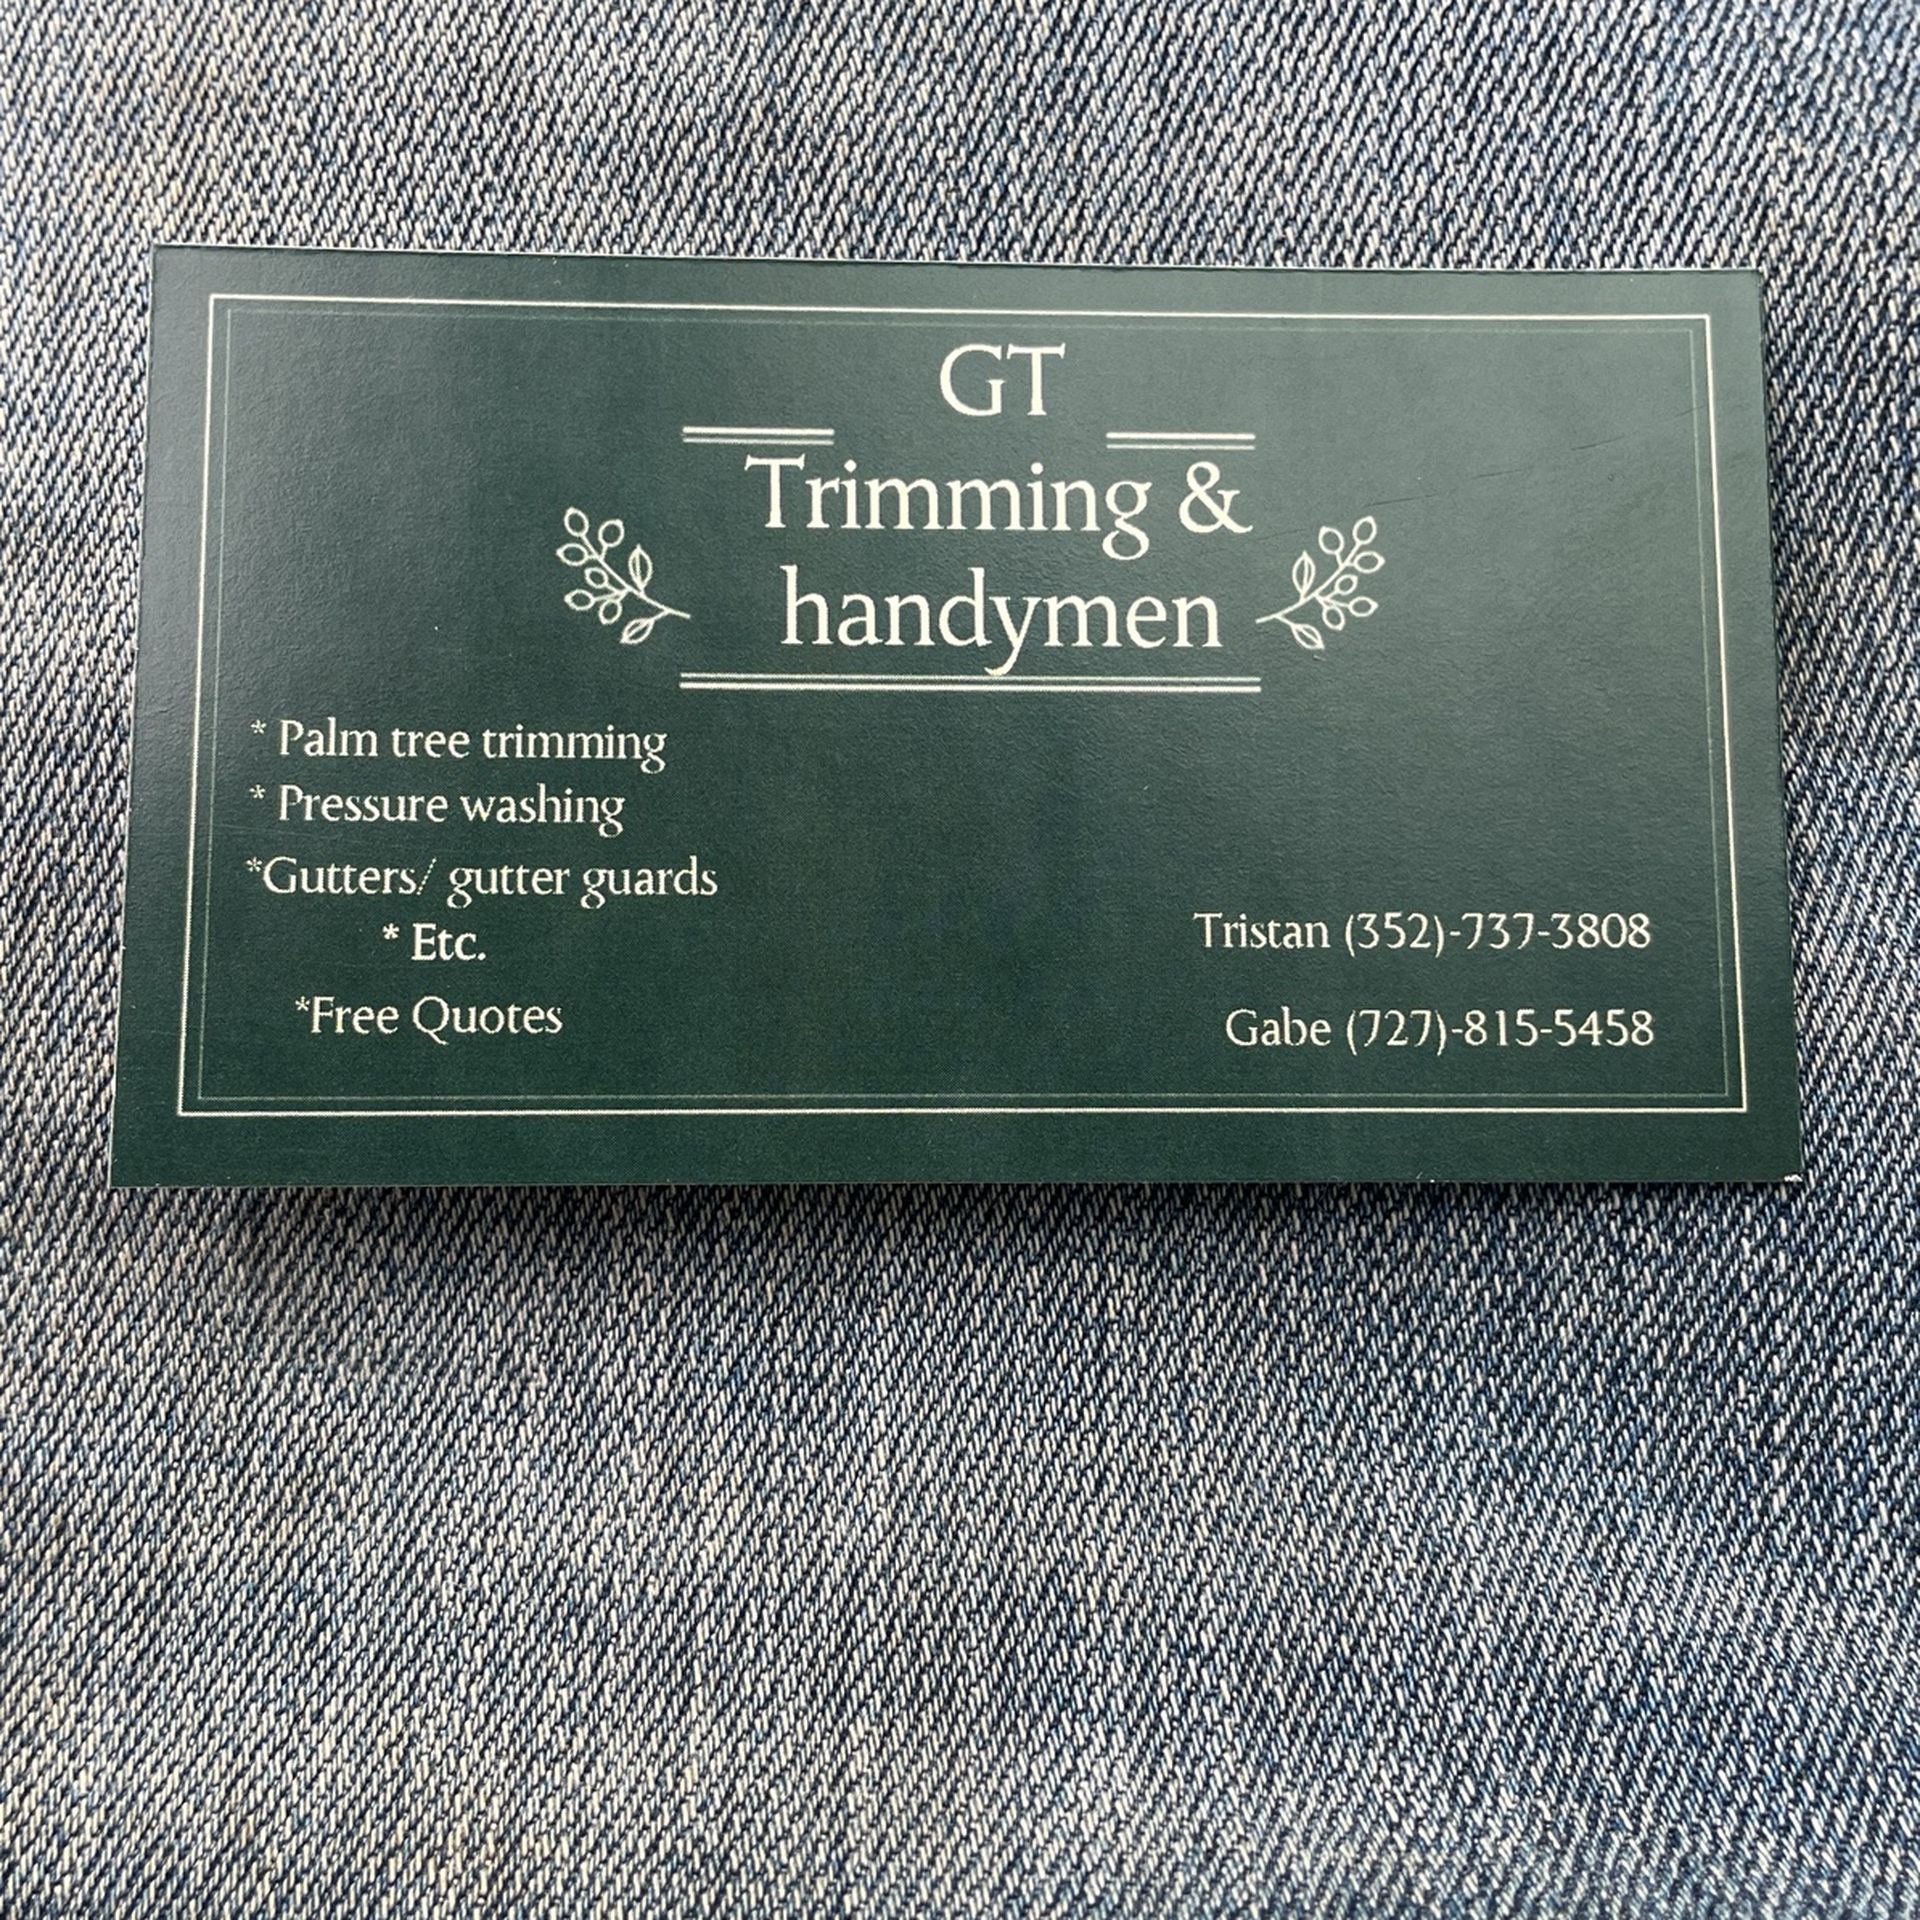 GT
Trimming &
handymen
* Palm tree trimming
* Pressure washing
*Gutters/ gutter guards
* Etc.
*Free Quotes
Tristan (352)-737-3808
Gabe (727)-815-5458